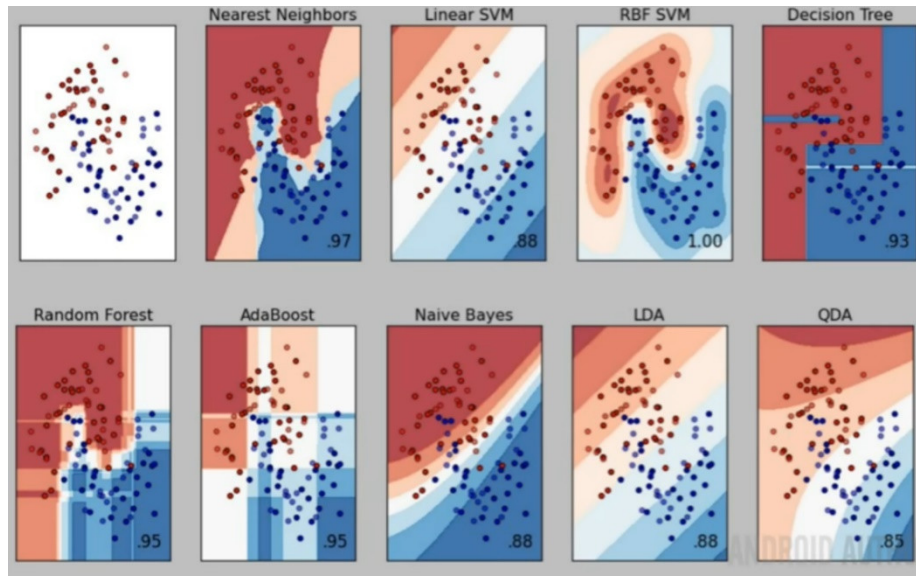 Nearest Neighbors
Linear SVM
RBF SVM
Decision Tree
.97
.88
1.00
.93
Random Forest
AdaBoost
Naive Bayes
LDA
QDA
.95
.95
.88
.88
.85